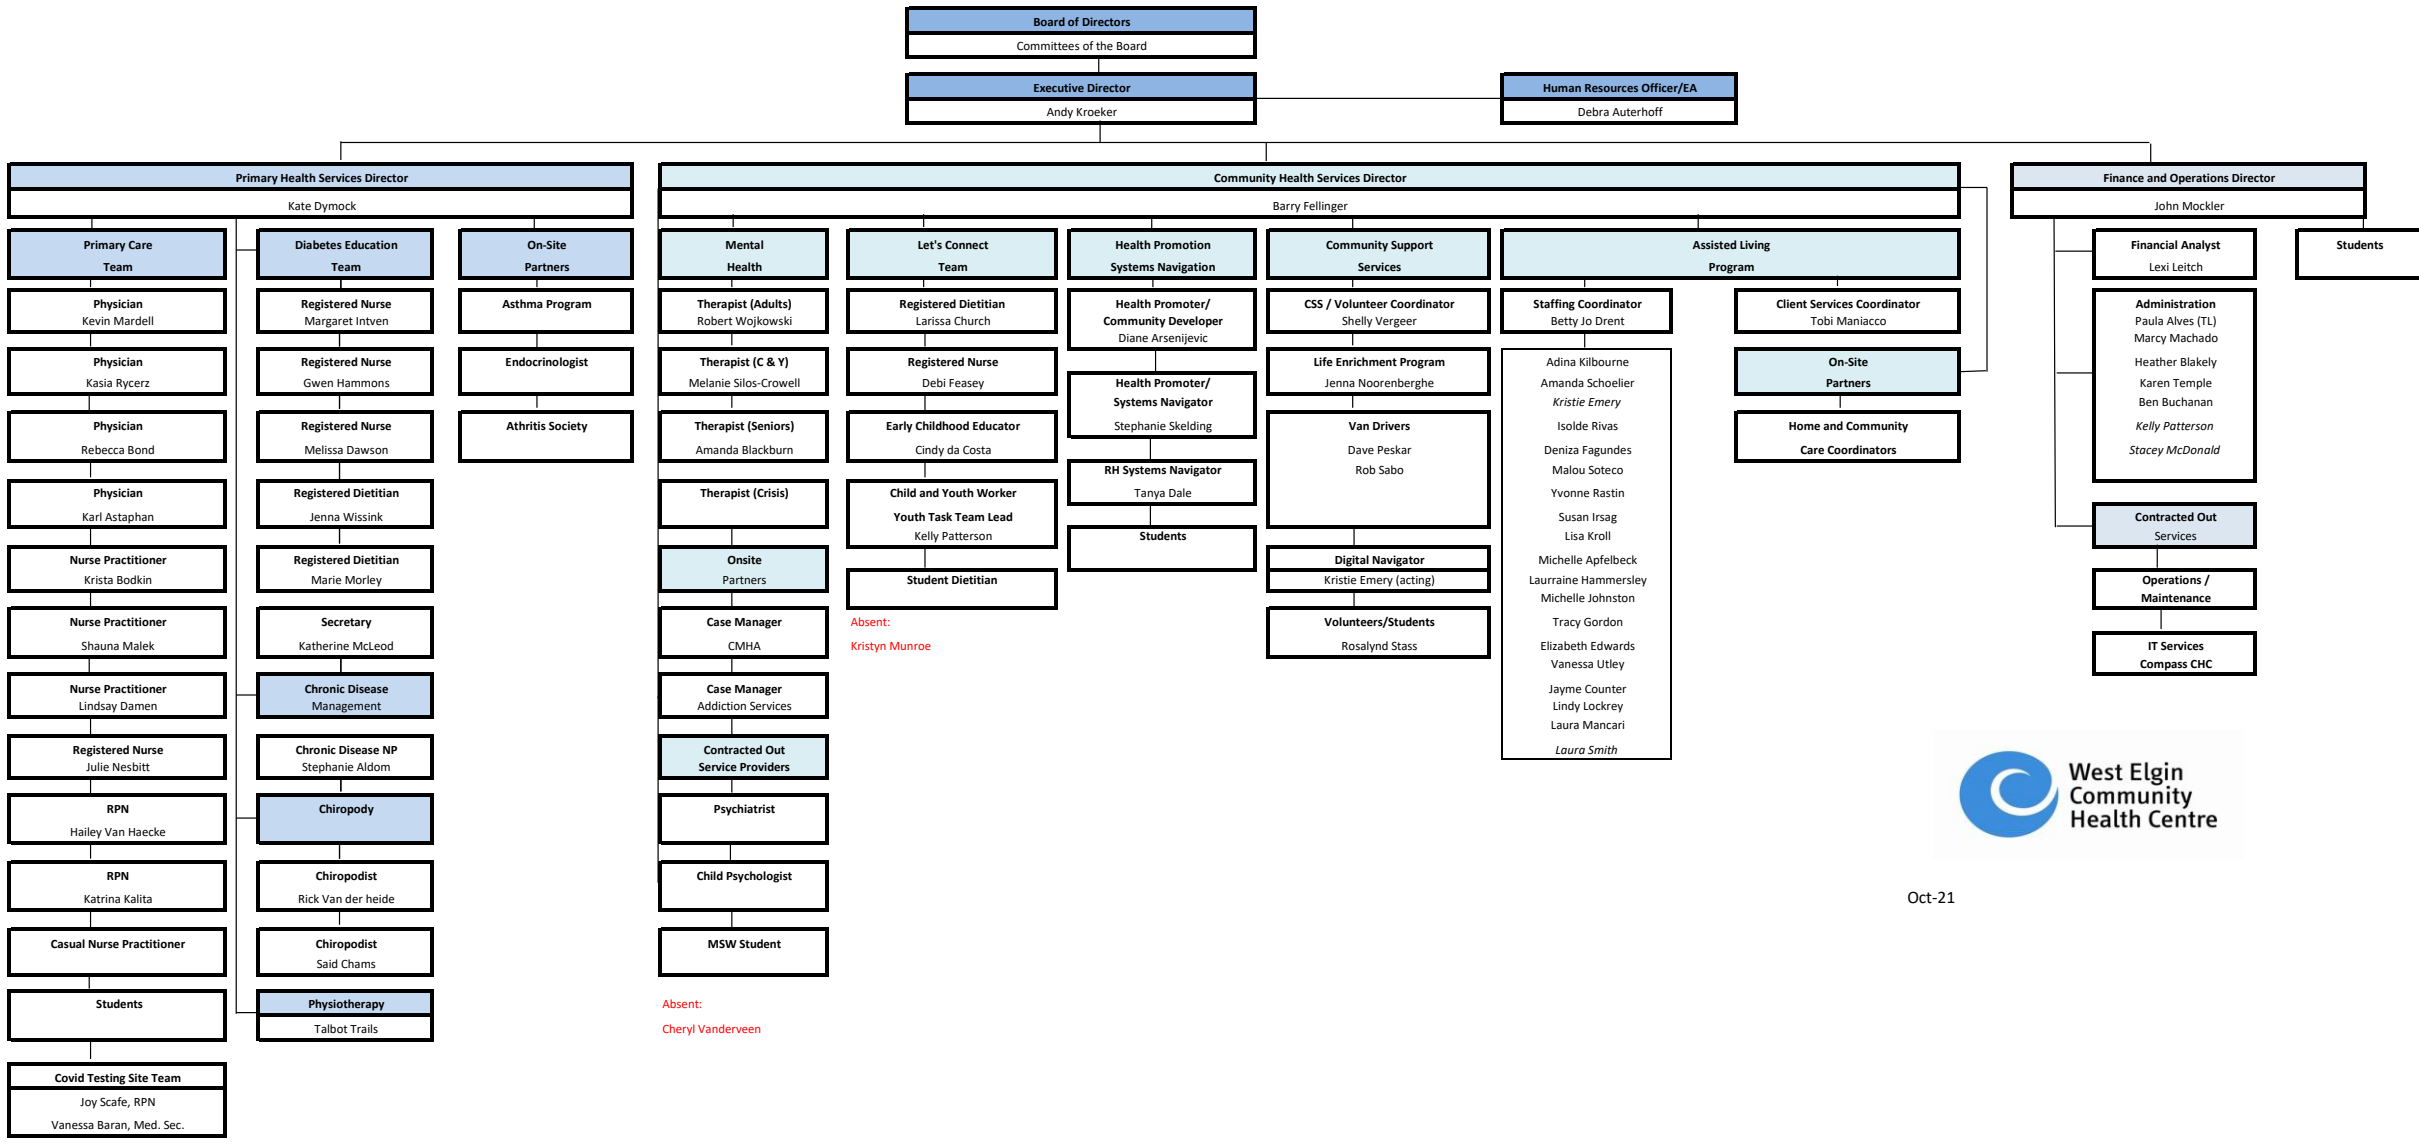 Board of Directors
Committees of the Board
Executive Director
Andy Kroeker
Human Resources Officer/EA
Debra Auterhoff
Primary Health Services Director
Kate Dymock
Community Health Services Director
Barry Fellinger
Finance and Operations Director
John Mockler
Primary Care
Team
Physician
Kevin Mardell
Physician
Kasia Rycerz
Physician
Rebecca Bond
Physician
Karl Astaphan
Nurse Practitioner
Krista Bodkin
Nurse Practitioner
Shauna Malek
Nurse Practitioner
Lindsay Damen
Registered Nurse
Julie Nesbitt
RPN
Hailey Van Haecke
RPN
Katrina Kalita
Casual Nurse Practitioner
Students
Covid Testing Site Team
Joy Scafe, RPN
Vanessa Baran, Med. Sec.
Diabetes Education
Team
Registered Nurse
Margaret Intven
Registered Nurse
Gwen Hammons
Registered Nurse
Melissa Dawson
Registered Dietitian
Jenna Wissink
Registered Dietitian
Marie Morley
Secretary
Katherine McLeod
Chronic Disease
Management
Chronic Disease NP
Stephanie Aldom
Chiropody
Chiropodist
Rick Van der heide
Chiropodist
Said Chams
Physiotherapy
Talbot Trails
On-Site
Partners
Asthma Program
Endocrinologist
Athritis Society
Mental
Health
Therapist (Adults)
Robert Wojkowski
Therapist (C & Y)
Melanie Silos-Crowell
Therapist (Seniors)
Amanda Blackburn
Therapist (Crisis)
Onsite
Partners
Case Manager
CMHA
Case Manager
Addiction Services
Contracted Out
Service Providers
Psychiatrist
Child Psychologist
MSW Student
Absent:
Cheryl Vanderveen
Let's Connect
Team
Registered Dietitian
Larissa Church
Registered Nurse
Debi Feasey
Early Childhood Educator
Cindy da Costa
Child and Youth Worker
Youth Task Team Lead
Kelly Patterson
Student Dietitian
Absent:
Kristyn Munroe
Health Promotion
Systems Navigation
Health Promoter/
Community Developer
Diane Arsenijevic
Health Promoter/
Systems Navigator
Stephanie Skelding
RH Systems Navigator
Tanya Dale
Students
Community Support
Services
CSS / Volunteer Coordinator
Shelly Vergeer
Life Enrichment Program
Jenna Noorenberghe
Van Drivers
Dave Peskar
Rob Sabo
Digital Navigator
Kristie Emery (acting)
Volunteers/Students
Rosalynd Stass
Assisted Living
Program
Staffing Coordinator
Betty Jo Drent
Adina Kilbourne
Amanda Schoelier
Kristie Emery
Isolde Rivas
Deniza Fagundes
Malou Soteco
Yvonne Rastin
Susan Irsag
Lisa Kroll
Michelle Apfelbeck
Laurraine Hammersley
Michelle Johnston
Tracy Gordon
Elizabeth Edwards
Vanessa Utley
Jayme Counter
Lindy Lockrey
Laura Mancari
Laura Smith
Client Services Coordinator
Tobi Maniacco
On-Site
Partners
Home and Community
Care Coordinators
Financial Analyst
Lexi Leitch
Administration
Paula Alves (TL)
Marcy Machado
Heather Blakely
Karen Temple
Ben Buchanan
Kelly Patterson
Stacey McDonald
Contracted Out
Services
Operations /
Maintenance
IT Services
Compass CHC
Students
West Elgin
Community
Health Centre
Oct-21